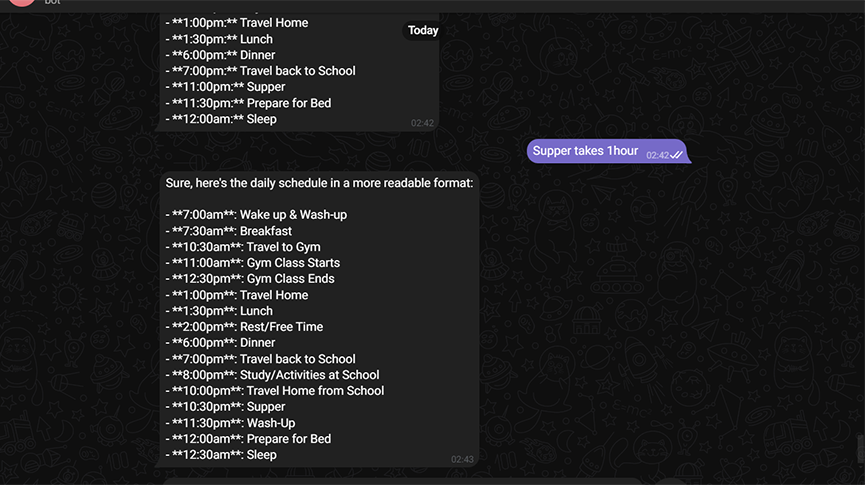 bot
- **1:00pm:** Travel Home
Today
- **1:30pm:** Lunch
- **6:00pm:** Dinner
- **7:00pm:** Travel back to School
- **11:00pm:** Supper
- **11:30pm:** Prepare for Bed
- **12:00am:** Sleep
02:42
Supper takes 1hour 02:42
Sure, here's the daily schedule in a more readable format:
- **7:00am**: Wake up & Wash-up
- **7:30am**: Breakfast
- **10:30am**: Travel to Gym
- **11:00am**: Gym Class Starts
- **12:30pm**: Gym Class Ends
- **1:00pm**: Travel Home
- **1:30pm**: Lunch
- **2:00pm**: Rest/Free Time
- **6:00pm**: Dinner
- **7:00pm**: Travel back to School
- **8:00pm**: Study/Activities at School
- **10:00pm**: Travel Home from School
- **10:30pm**: Supper
- **11:30pm**: Wash-Up
- **12:00am**: Prepare for Bed
- **12:30am**: Sleep
02:43